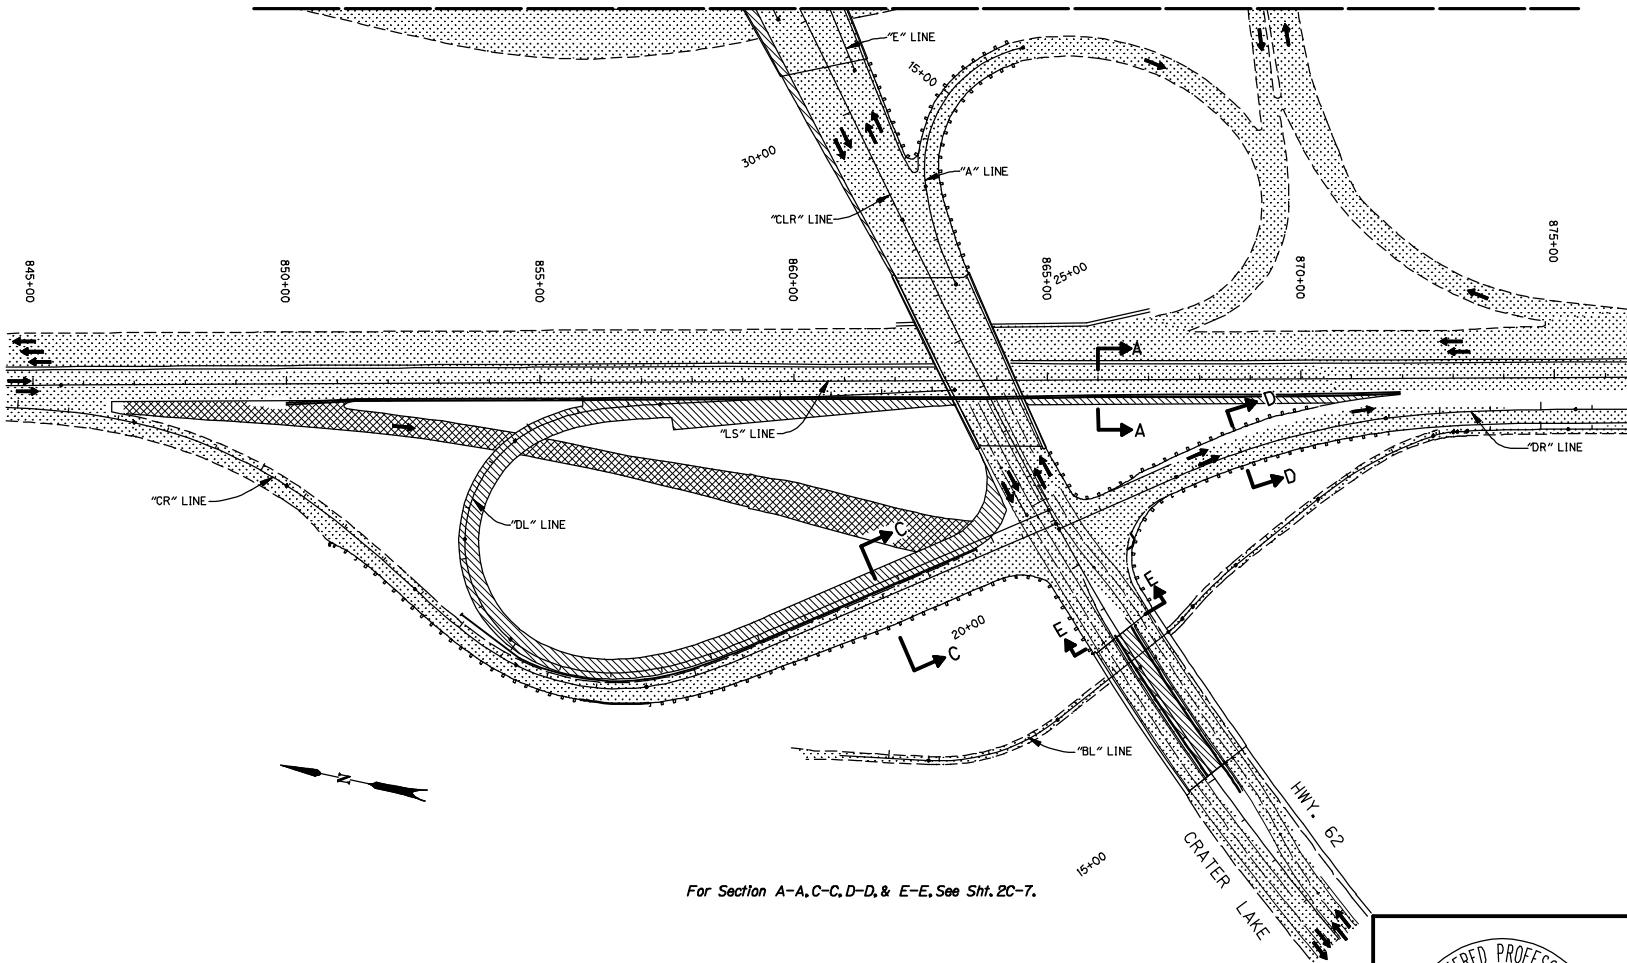 "E" LINE
15+00
30+00
"A" LINE
"CLR" LINE
845+00
850+00
855+00
860+00
865+00
25+00
870+00
875+00
A
A
D
D
"LS" LINE
"DR" LINE
"CR" LINE
"DL" LINE
C
C
E
E
20+00
"BL" LINE
N
HWY. 62
CRATER LAKE
15+00
For Section A-A, C-C, D-D, & E-E, See Sht. 2C-7.